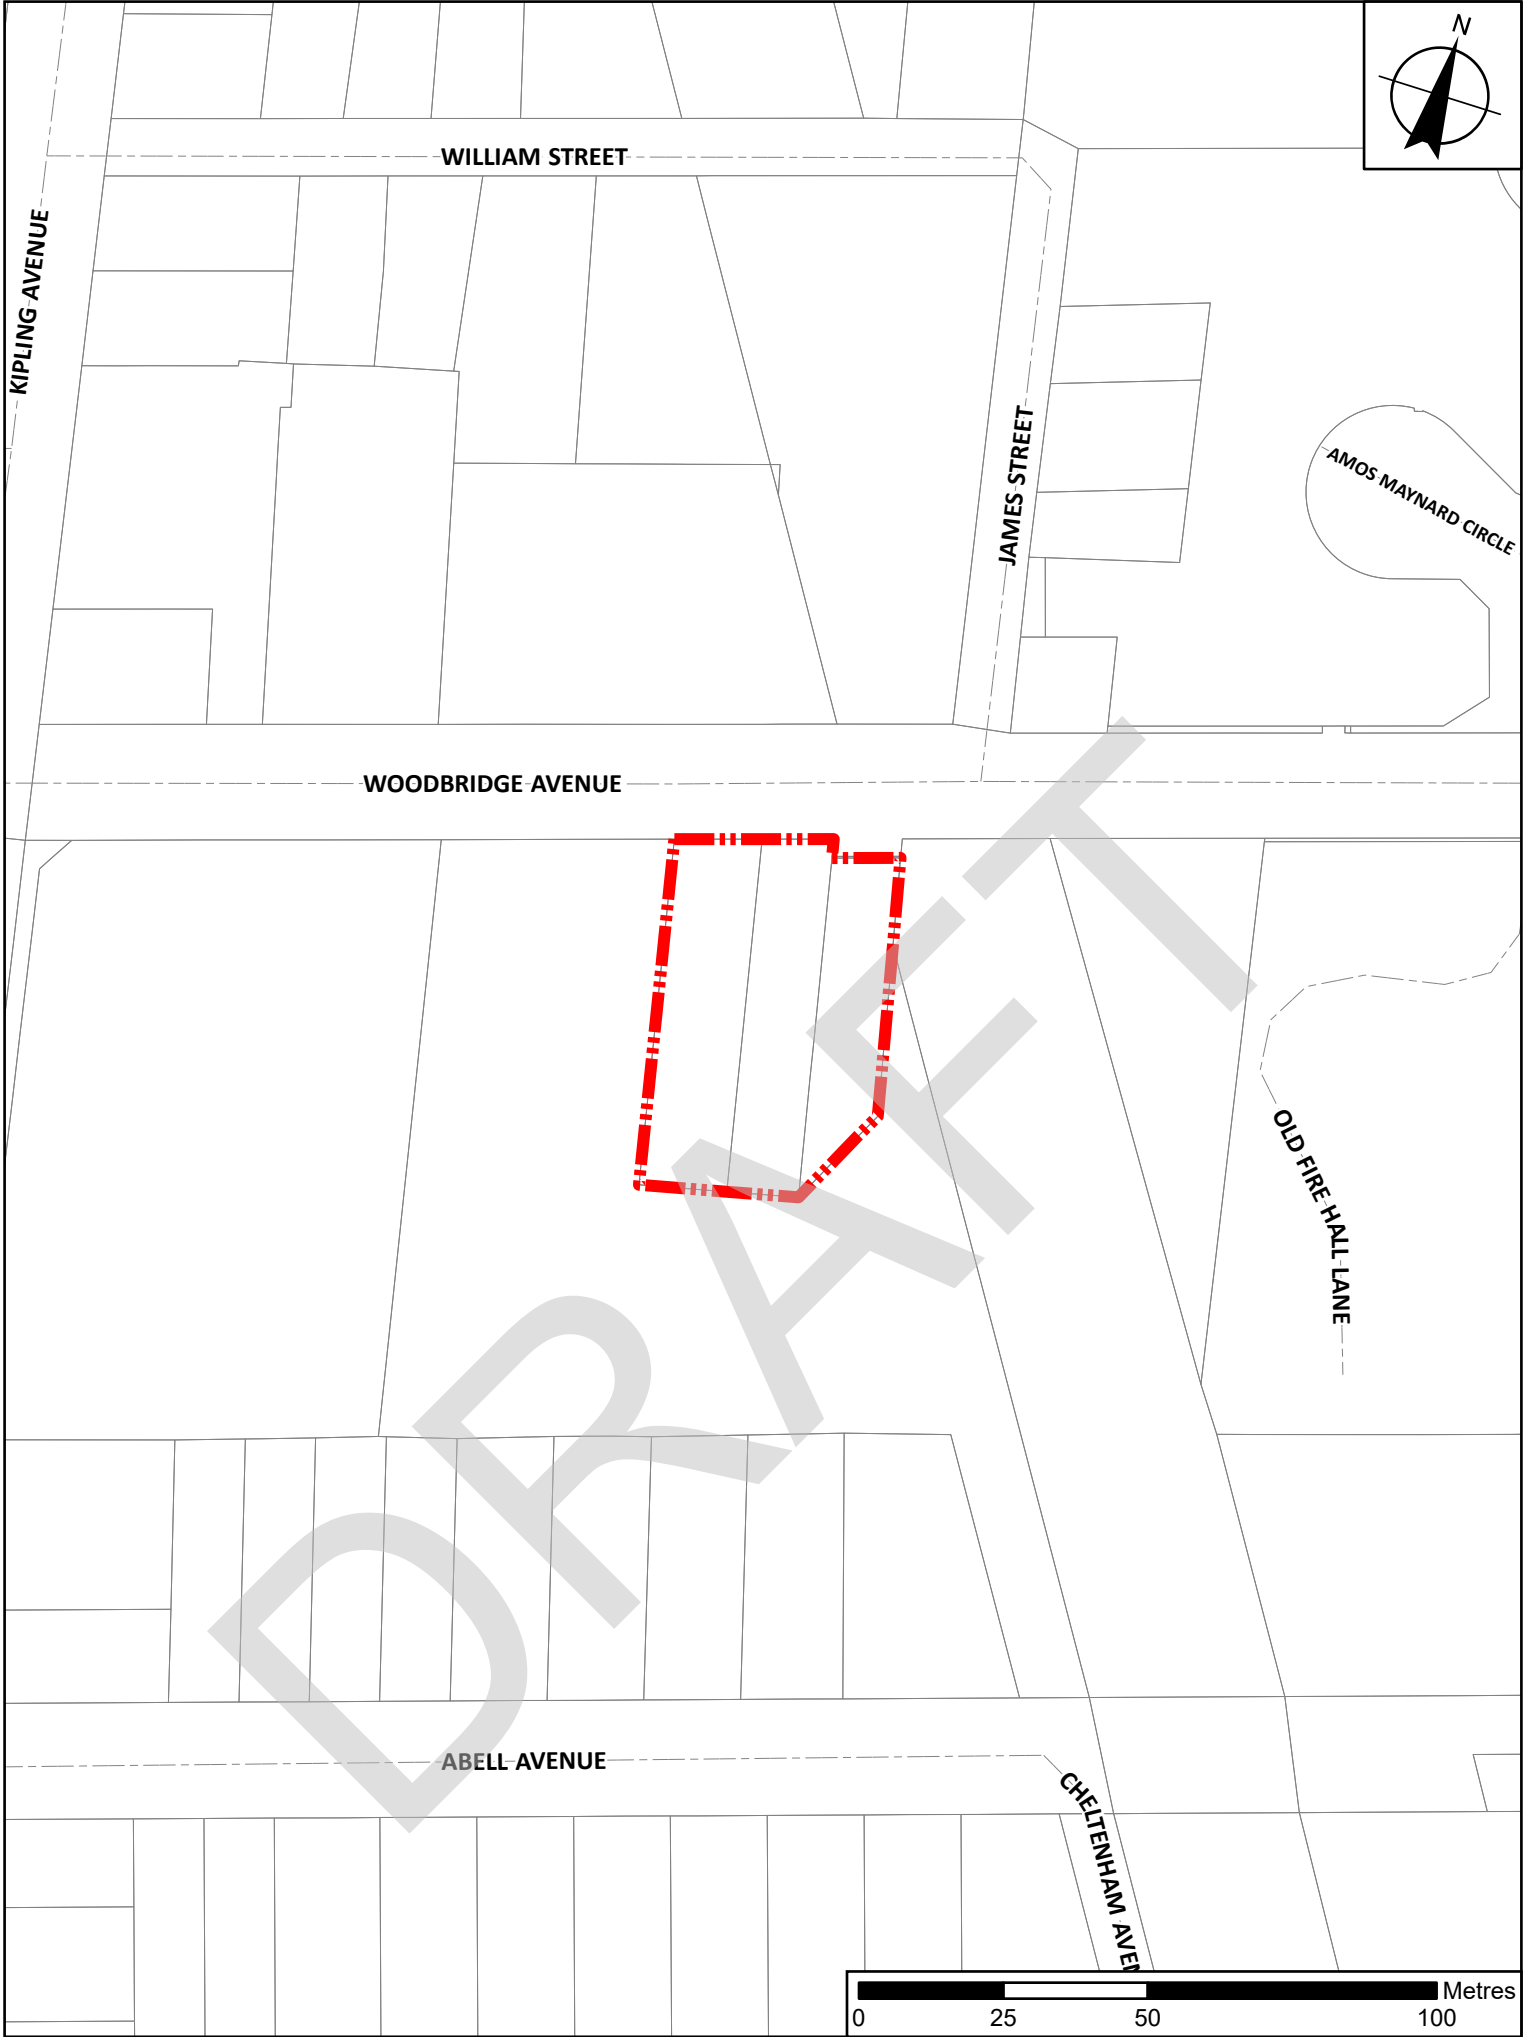 N
WILLIAM STREET
KIPLING AVENUE
JAMES STREET
AMOS MAYNARD CIRCLE
WOODBRIDGE AVENUE
OLD FIRE HALL LANE
DRAFT
ABELL AVENUE
CHELTENHAM AVEN
Metres
0 25 50 100